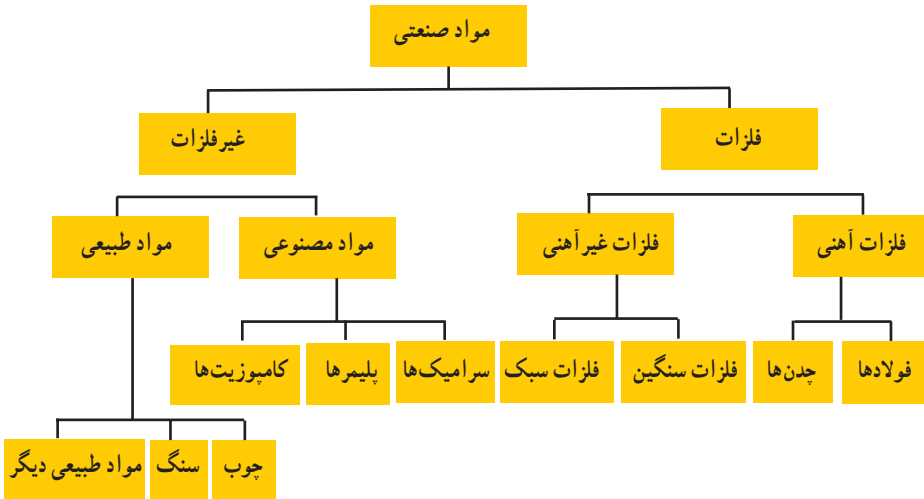 مواد صنعتی
فلزات
غیرفلزات
فلزات آهنی
فلزات غیرآهنی
مواد مصنوعی
مواد طبیعی
فولادها
چدن‌ها
فلزات سنگین
فلزات سبک
سرامیک‌ها
پلیمرها
کامپوزیت‌ها
چوب
سنگ
مواد طبیعی دیگر